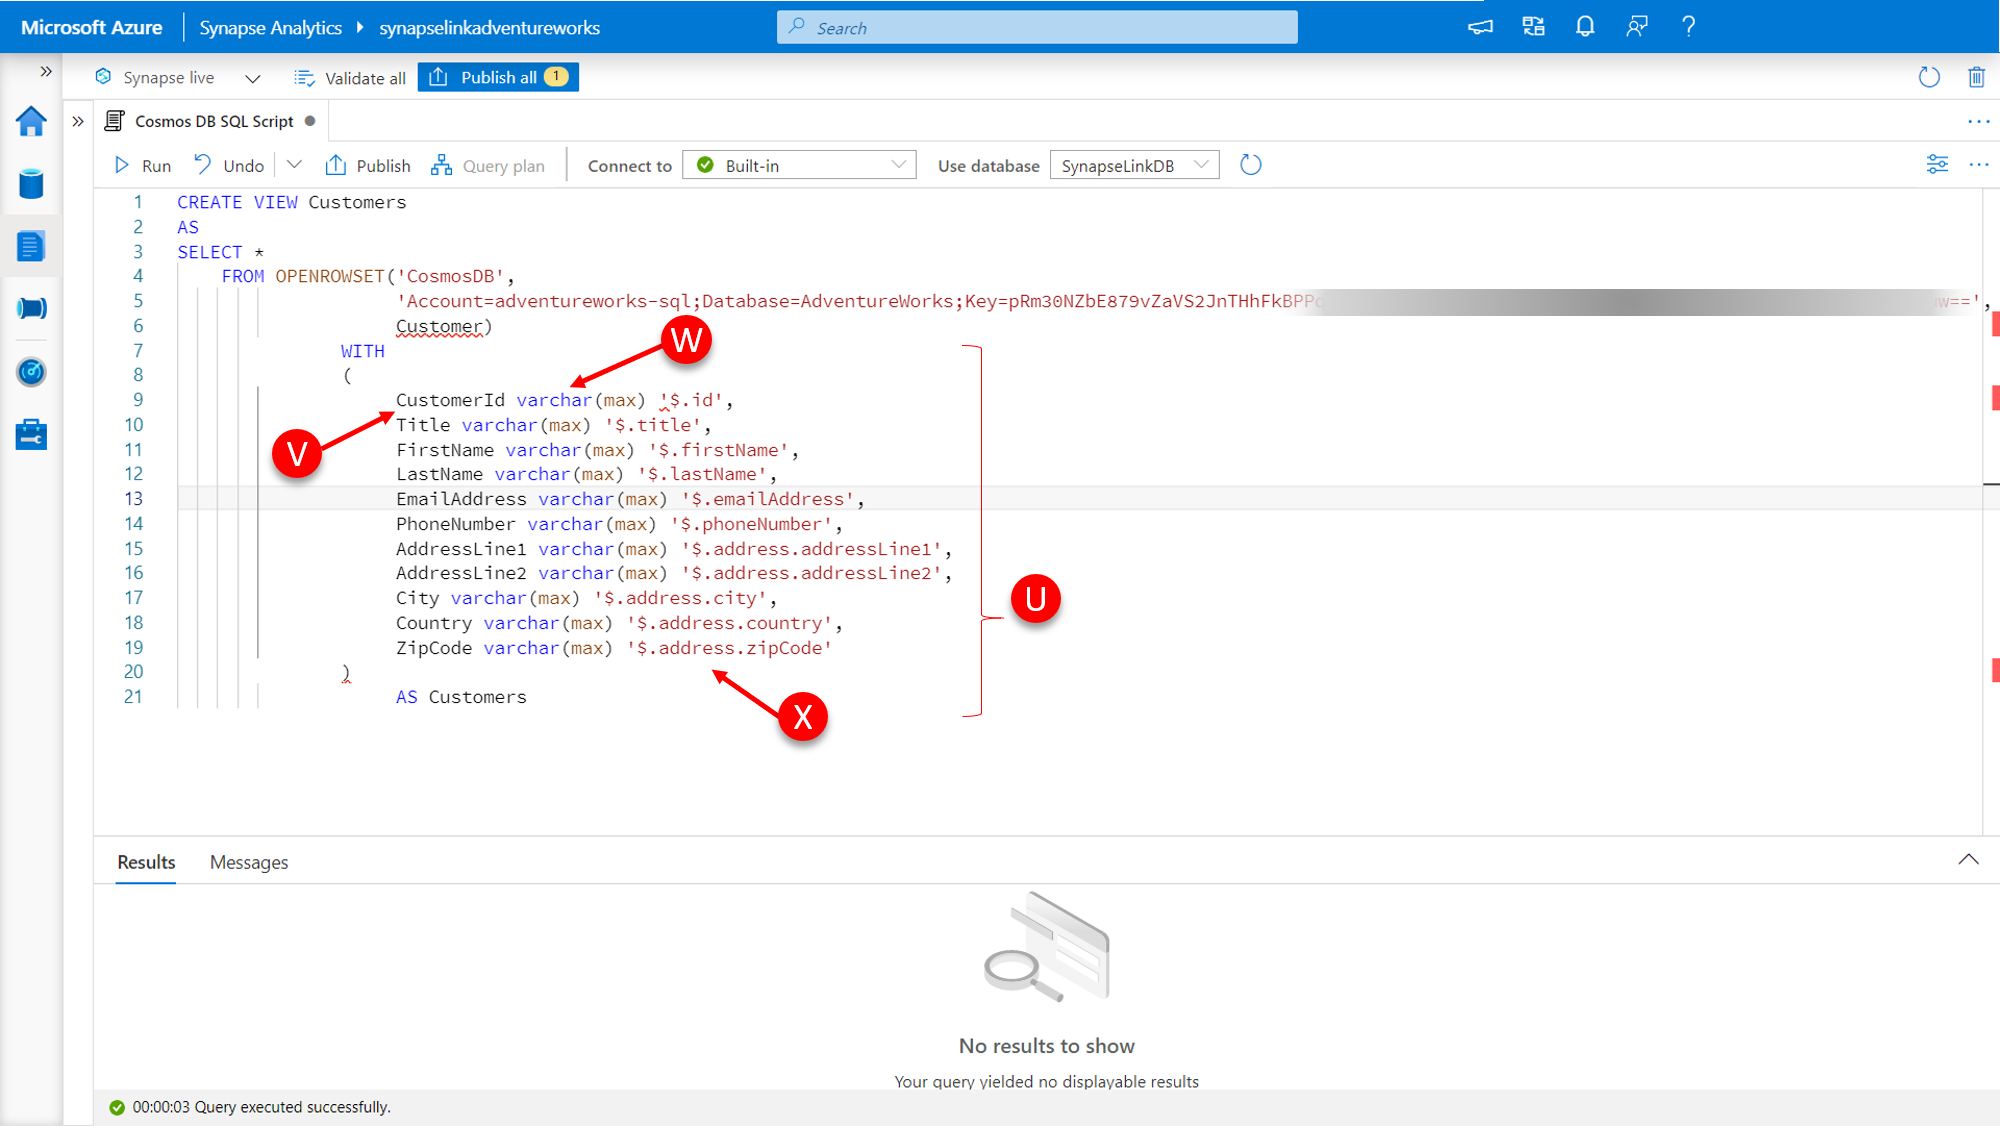 Microsoft Azure Synapse Analytics synapselinkadventureworks Search ?
Synapse live Validate all Publish all 1
Cosmos DB SQL Script
Run Undo Publish Query plan Connect to Built-in Use database SynapseLinkDB
1 CREATE VIEW Customers
2 AS
3 SELECT *
4 FROM OPENROWSET('CosmosDB',
5 'Account=adventureworks-sql;Database=AdventureWorks;Key=pRm30NZbE879vZaVS2JnTHhFkBPP w==',
6 Customer)
W
7 WITH
8 (
9 CustomerId varchar(max) '$.id',
10 Title varchar(max) '$.title',
V
11 FirstName varchar(max) '$.firstName',
12 LastName varchar(max) '$.lastName',
13 EmailAddress varchar(max) '$.emailAddress',
14 PhoneNumber varchar(max) '$.phoneNumber',
15 AddressLine1 varchar(max) '$.address.addressLine1',
16 AddressLine2 varchar(max) '$.address.addressLine2',
17 City varchar(max) '$.address.city',
U
18 Country varchar(max) '$.address.country',
19 ZipCode varchar(max) '$.address.zipCode'
20 )
21 AS Customers
X
Results Messages
No results to show
Your query yielded no displayable results
00:00:03 Query executed successfully.